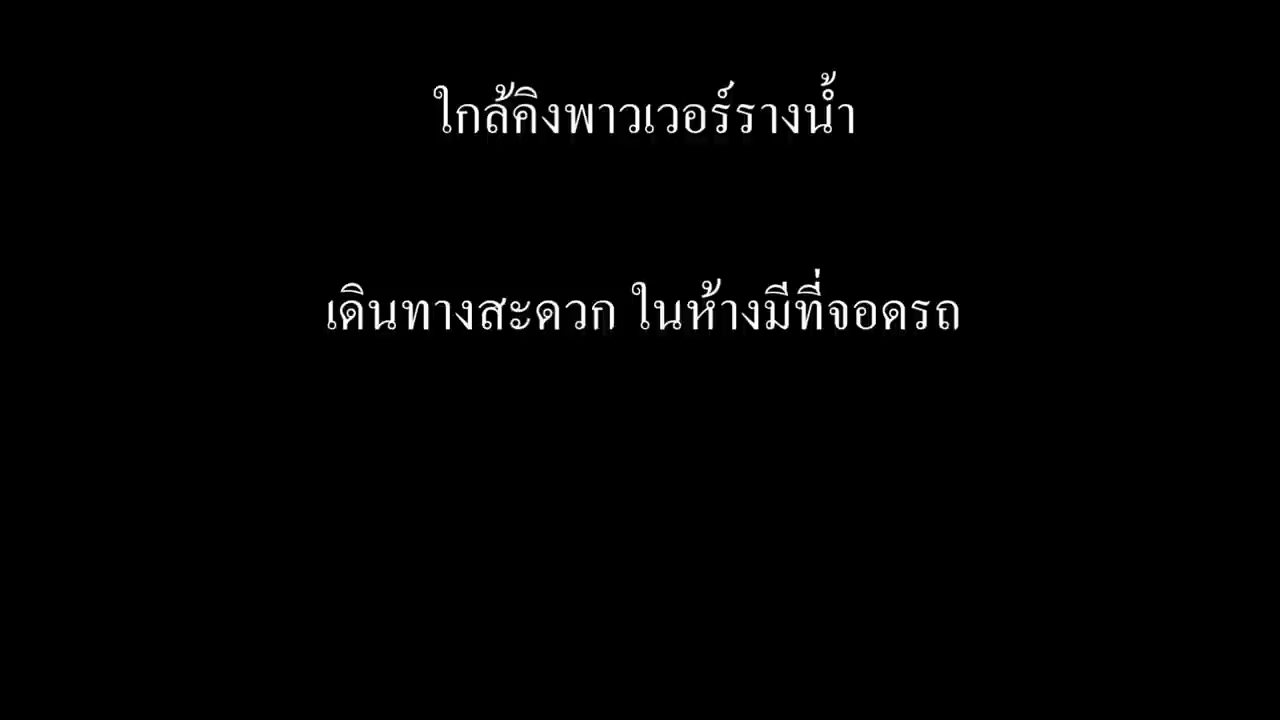 ใกล้คิงพาวเวอร์รางน้ำ
เดินทางสะดวก ในห้างมีที่จอดรถ